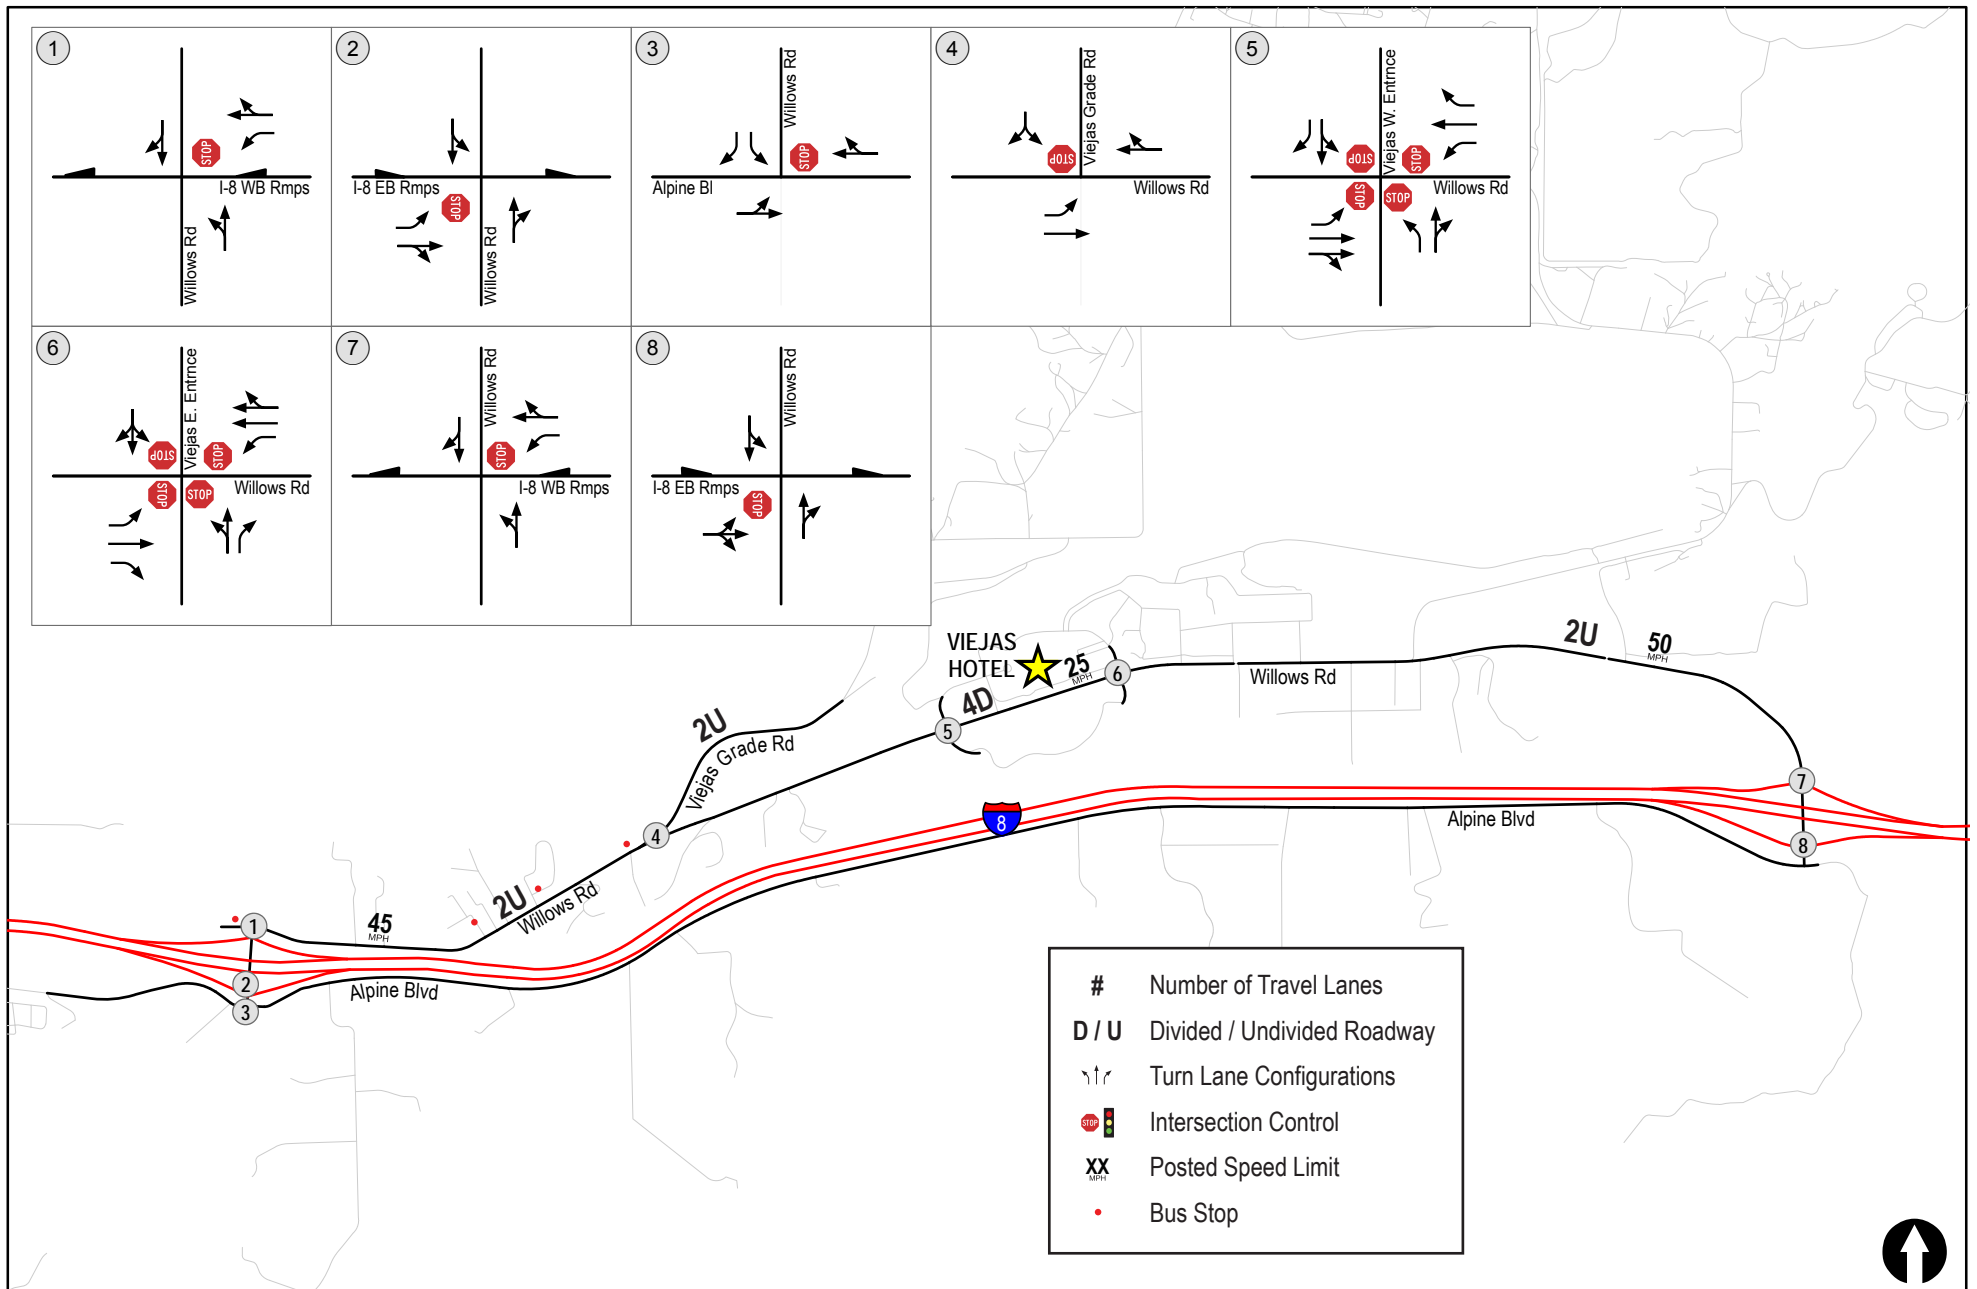 1
STOP
I-8 WB Rmps
Willows Rd
2
I-8 EB Rmps
STOP
Willows Rd
3
Willows Rd
STOP
Alpine Bl
4
Viejas Grade Rd
STOP
Willows Rd
5
Viejas W. Entrnce
STOP
STOP
Willows Rd
STOP
STOP
6
Viejas E. Entrnce
STOP
STOP
Willows Rd
STOP
STOP
7
Willows Rd
STOP
I-8 WB Rmps
8
Willows Rd
I-8 EB Rmps
STOP
VIEJAS
HOTEL
25
MPH
6
4D
5
2U
50
MPH
Willows Rd
2U
Viejas Grade Rd
4
7
8
8
Alpine Blvd
2U
Willows Rd
1
45
MPH
2
3
Alpine Blvd
# Number of Travel Lanes
D / U Divided / Undivided Roadway
Turn Lane Configurations
STOP Intersection Control
XX
MPH
Posted Speed Limit
Bus Stop